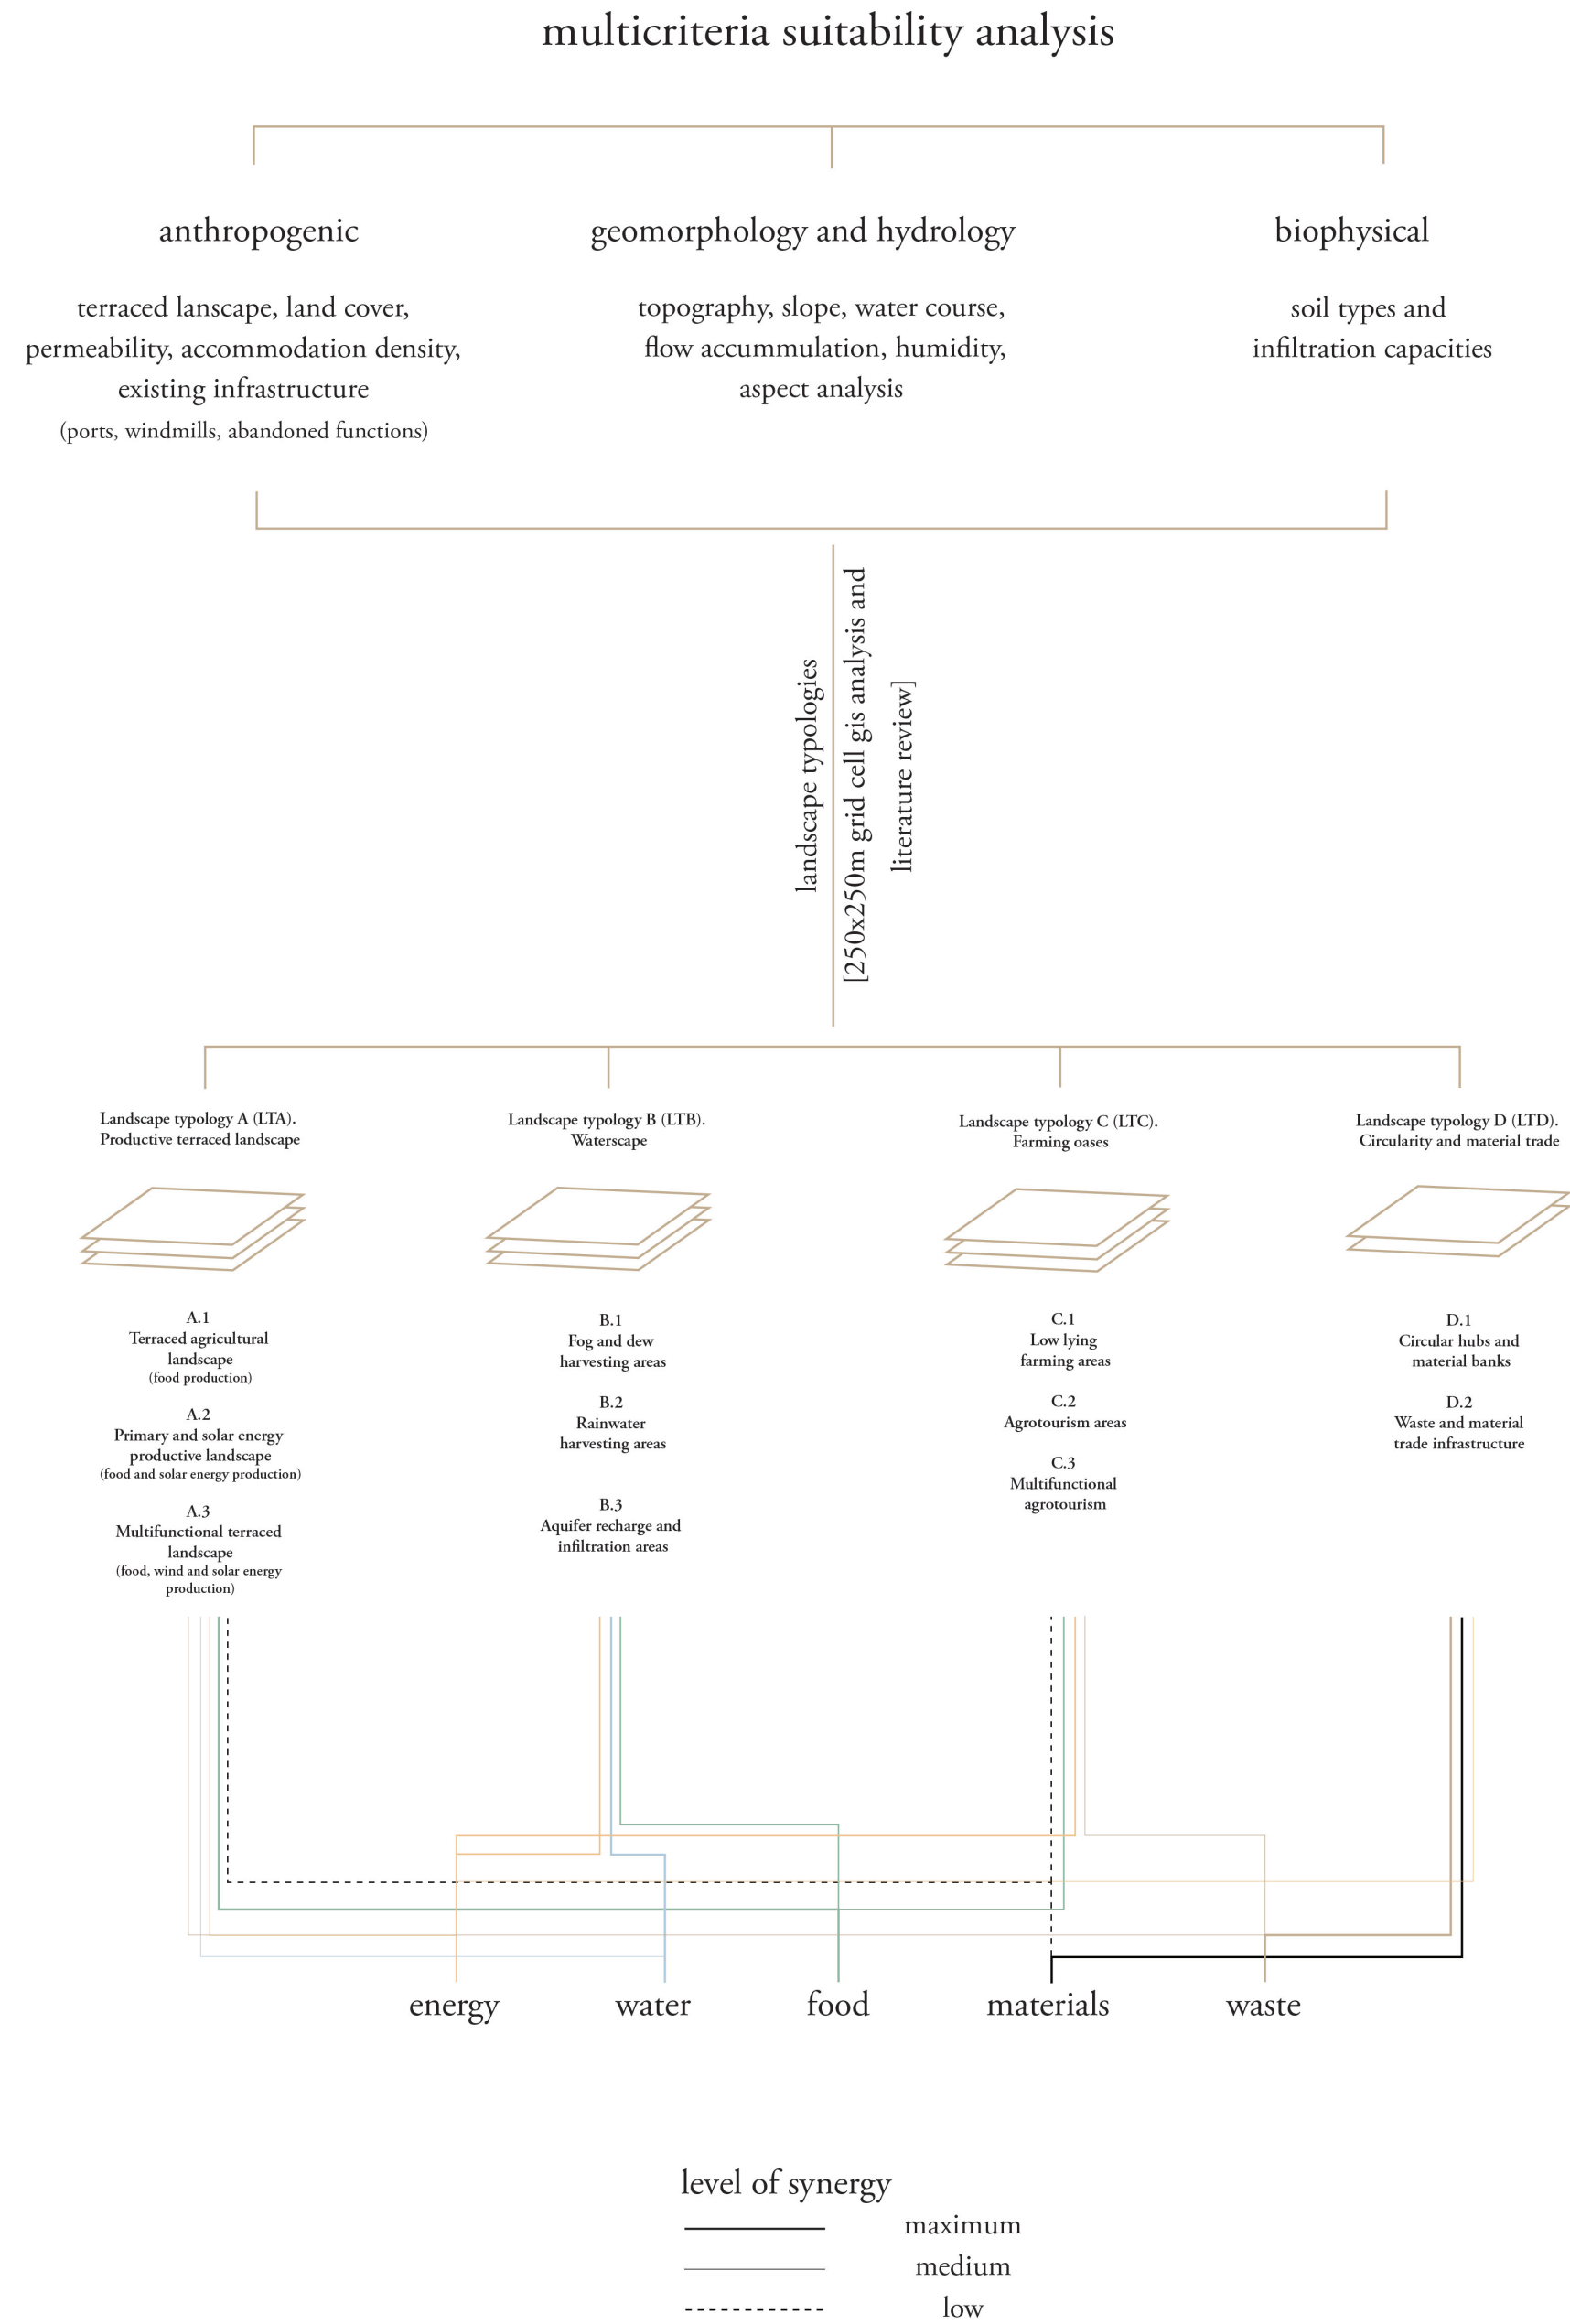 multicriteria suitability analysis
anthropogenic
terraced lanscape, land cover,
permeability, accommodation density,
existing infrastructure
(ports, windmills, abandoned functions)
geomorphology and hydrology
topography, slope, water course,
flow accummulation, humidity,
aspect analysis
biophysical
soil types and
infiltration capacities
landscape typologies
[250x250m grid cell gis analysis and
literature review]
Landscape typology A (LTA).
Productive terraced landscape
A.1
Terraced agricultural
landscape
(food production)
A.2
Primary and solar energy
productive landscape
(food and solar energy production)
A.3
Multifunctional terraced
landscape
(food, wind and solar energy
production)
Landscape typology B (LTB).
Waterscape
B.1
Fog and dew
harvesting areas
B.2
Rainwater
harvesting areas
B.3
Aquifer recharge and
infiltration areas
Landscape typology C (LTC).
Farming oases
C.1
Low lying
farming areas
C.2
Agrotourism areas
C.3
Multifunctional
agrotourism
Landscape typology D (LTD).
Circularity and material trade
D.1
Circular hubs and
material banks
D.2
Waste and material
trade infrastructure
energy
water
food
materials
waste
level of synergy
maximum
medium
low